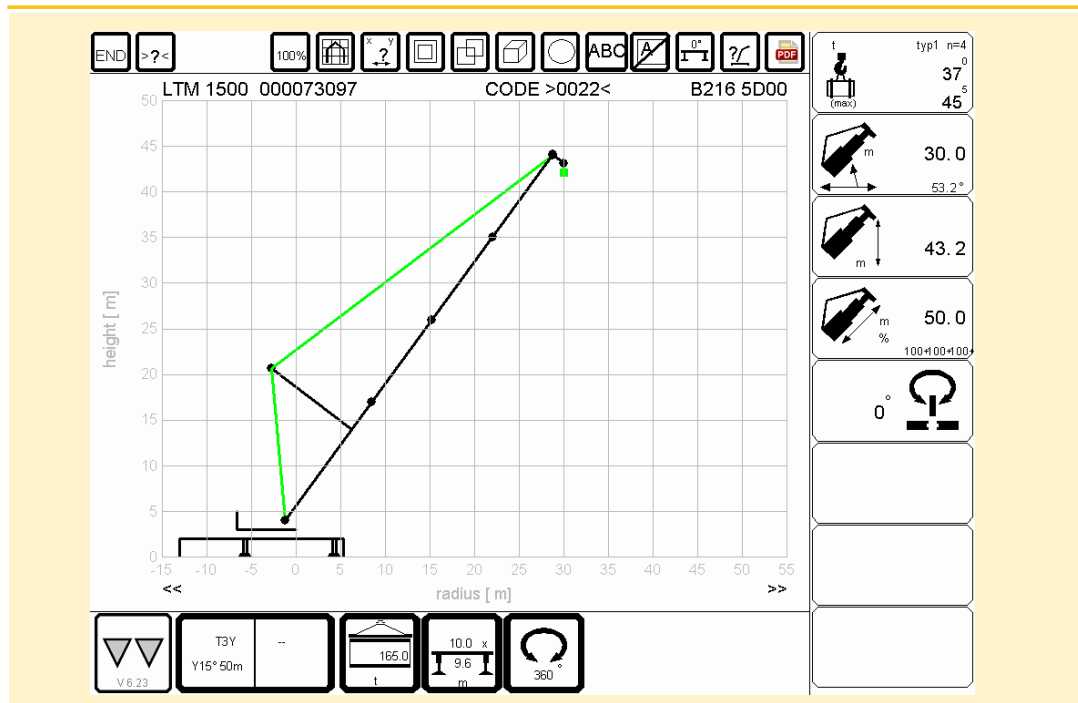 END >?< 100% x y ? ABC A 0° ?/ PDF
LTM 1500 000073097 CODE >0022< B216 5D00
t typ1 n=4
37 0
45 5
(max)
m 30.0
53.2°
43.2
m
m 50.0
%
100+100+100+
0°
50
45
40
35
30
25
20
15
10
5
0
height [ m]
-15 -10 -5 0 5 10 15 20 25 30 35 40 45 50 55
<< radius [ m] >>
V 6.23
T3Y --
Y15° 50m
165.0
t
10.0 x
9.6
m
360°